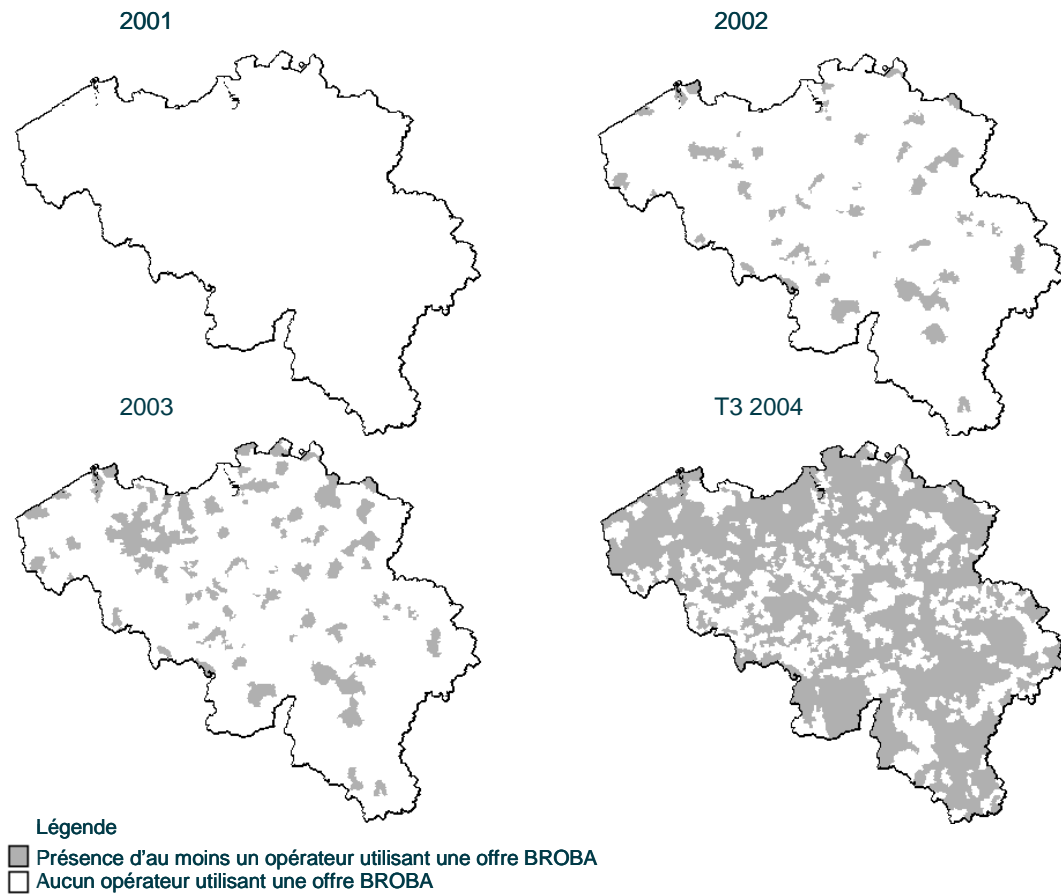 2001
2002
2003
T3 2004
Légende
Présence d'au moins un opérateur utilisant une offre BROBA
Aucun opérateur utilisant une offre BROBA